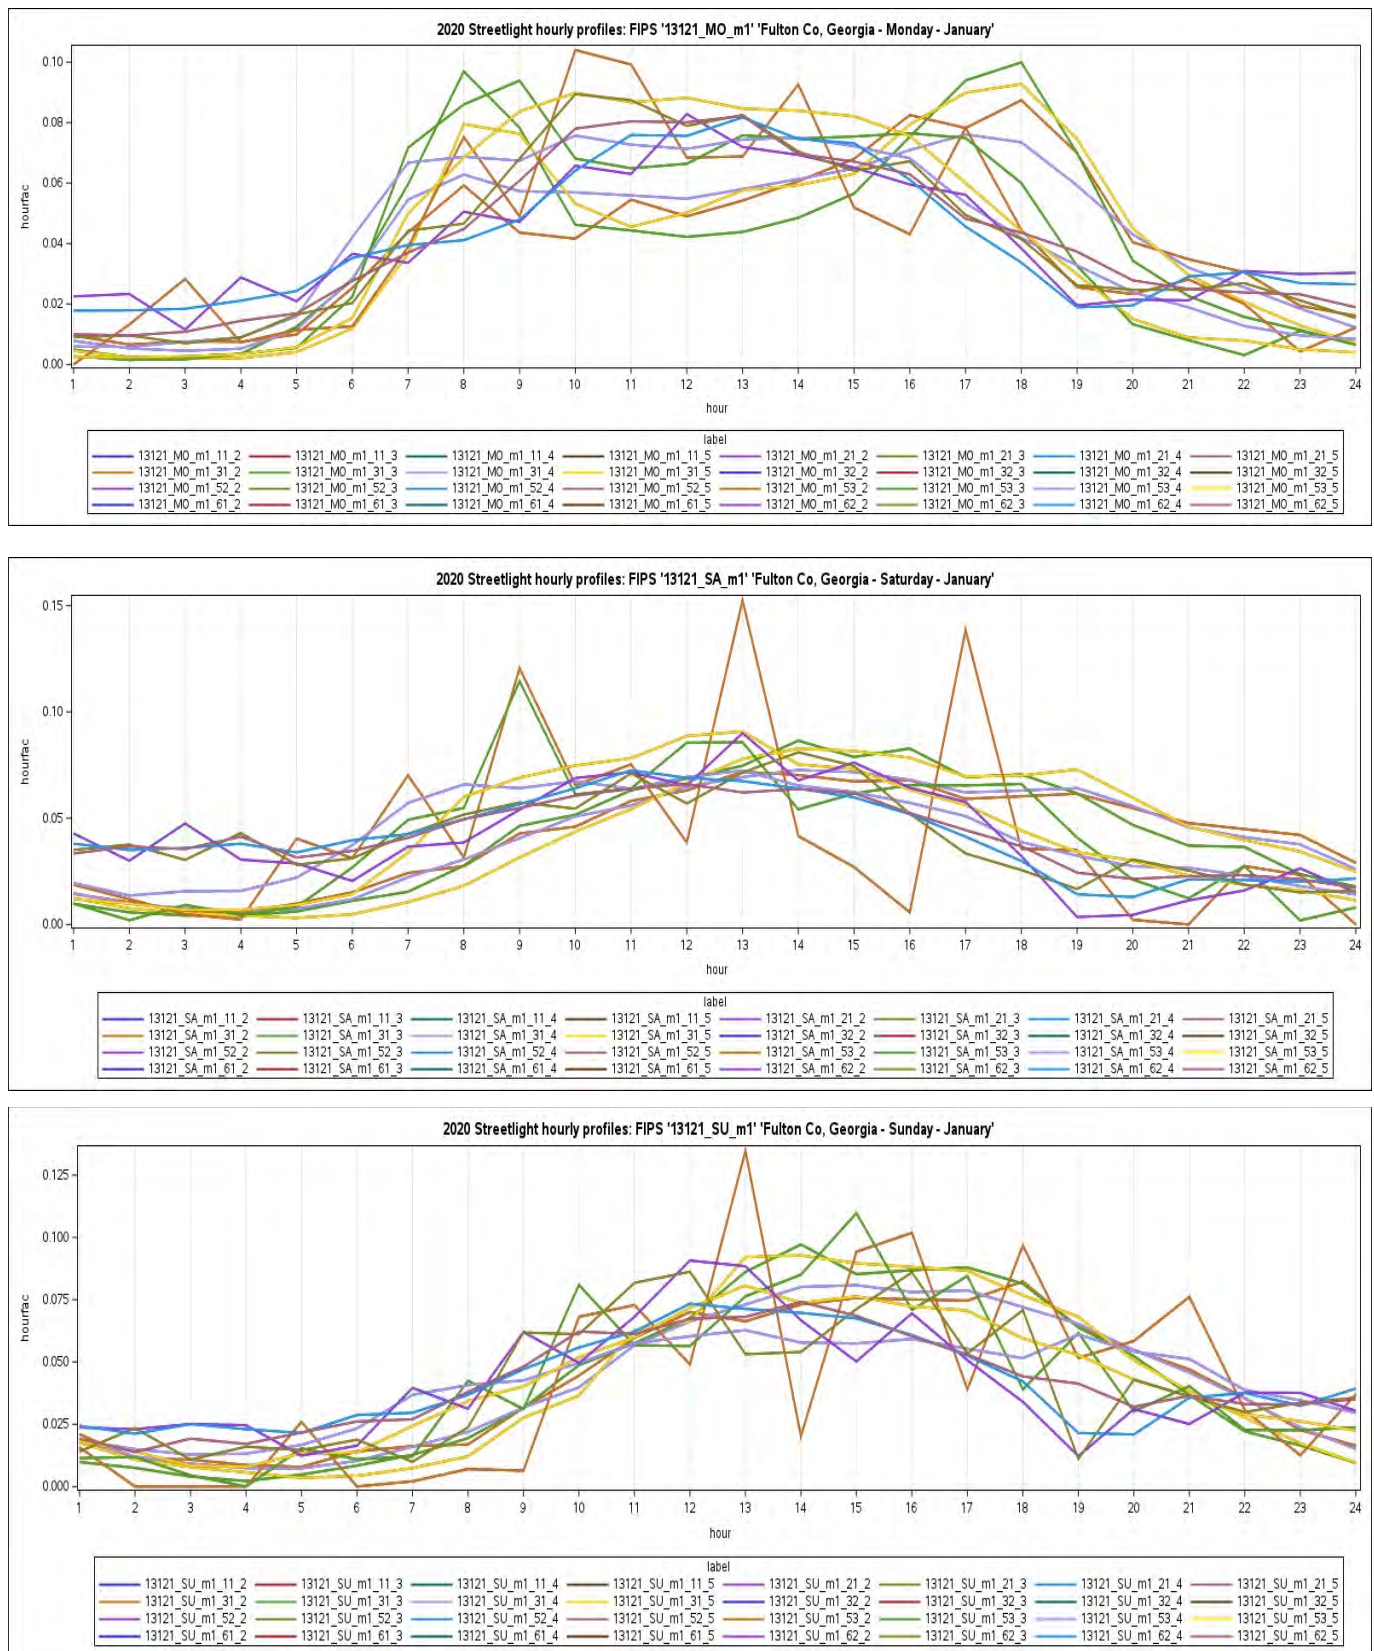 2020 Streetlight hourly profiles: FIPS '13121_MO_m1' 'Fulton Co, Georgia - Monday - January'
0.10
0.08
0.06
0.04
0.02
0.00
hourfac
1 2 3 4 5 6 7 8 9 10 11 12 13 14 15 16 17 18 19 20 21 22 23 24
hour
label
13121_MO_m1_11_2 13121_MO_m1_11_3 13121_MO_m1_11_4 13121_MO_m1_11_5 13121_MO_m1_21_2 13121_MO_m1_21_3 13121_MO_m1_21_4 13121_MO_m1_21_5
13121_MO_m1_31_2 13121_MO_m1_31_3 13121_MO_m1_31_4 13121_MO_m1_31_5 13121_MO_m1_32_2 13121_MO_m1_32_3 13121_MO_m1_32_4 13121_MO_m1_32_5
13121_MO_m1_52_2 13121_MO_m1_52_3 13121_MO_m1_52_4 13121_MO_m1_52_5 13121_MO_m1_53_2 13121_MO_m1_53_3 13121_MO_m1_53_4 13121_MO_m1_53_5
13121_MO_m1_61_2 13121_MO_m1_61_3 13121_MO_m1_61_4 13121_MO_m1_61_5 13121_MO_m1_62_2 13121_MO_m1_62_3 13121_MO_m1_62_4 13121_MO_m1_62_5
2020 Streetlight hourly profiles: FIPS '13121_SA_m1' 'Fulton Co, Georgia - Saturday - January'
0.15
0.10
0.05
0.00
hourfac
1 2 3 4 5 6 7 8 9 10 11 12 13 14 15 16 17 18 19 20 21 22 23 24
hour
label
13121_SA_m1_11_2 13121_SA_m1_11_3 13121_SA_m1_11_4 13121_SA_m1_11_5 13121_SA_m1_21_2 13121_SA_m1_21_3 13121_SA_m1_21_4 13121_SA_m1_21_5
13121_SA_m1_31_2 13121_SA_m1_31_3 13121_SA_m1_31_4 13121_SA_m1_31_5 13121_SA_m1_32_2 13121_SA_m1_32_3 13121_SA_m1_32_4 13121_SA_m1_32_5
13121_SA_m1_52_2 13121_SA_m1_52_3 13121_SA_m1_52_4 13121_SA_m1_52_5 13121_SA_m1_53_2 13121_SA_m1_53_3 13121_SA_m1_53_4 13121_SA_m1_53_5
13121_SA_m1_61_2 13121_SA_m1_61_3 13121_SA_m1_61_4 13121_SA_m1_61_5 13121_SA_m1_62_2 13121_SA_m1_62_3 13121_SA_m1_62_4 13121_SA_m1_62_5
2020 Streetlight hourly profiles: FIPS '13121_SU_m1' 'Fulton Co, Georgia - Sunday - January'
0.125
0.100
0.075
0.050
0.025
0.000
hourfac
1 2 3 4 5 6 7 8 9 10 11 12 13 14 15 16 17 18 19 20 21 22 23 24
hour
label
13121_SU_m1_11_2 13121_SU_m1_11_3 13121_SU_m1_11_4 13121_SU_m1_11_5 13121_SU_m1_21_2 13121_SU_m1_21_3 13121_SU_m1_21_4 13121_SU_m1_21_5
13121_SU_m1_31_2 13121_SU_m1_31_3 13121_SU_m1_31_4 13121_SU_m1_31_5 13121_SU_m1_32_2 13121_SU_m1_32_3 13121_SU_m1_32_4 13121_SU_m1_32_5
13121_SU_m1_52_2 13121_SU_m1_52_3 13121_SU_m1_52_4 13121_SU_m1_52_5 13121_SU_m1_53_2 13121_SU_m1_53_3 13121_SU_m1_53_4 13121_SU_m1_53_5
13121_SU_m1_61_2 13121_SU_m1_61_3 13121_SU_m1_61_4 13121_SU_m1_61_5 13121_SU_m1_62_2 13121_SU_m1_62_3 13121_SU_m1_62_4 13121_SU_m1_62_5